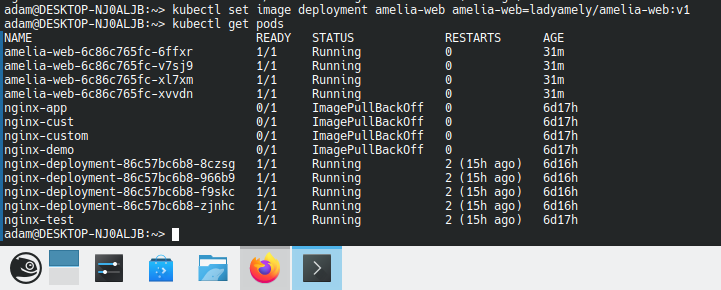 adam@DESKTOP-NJ0ALJB:~> kubectl set image deployment amelia-web amelia-web=ladyamely/amelia-web:v1
adam@DESKTOP-NJ0ALJB:~> kubectl get pods
NAME READY STATUS RESTARTS AGE
amelia-web-6c86c765fc-6ffxr 1/1 Running 0 31m
amelia-web-6c86c765fc-v7sj9 1/1 Running 0 31m
amelia-web-6c86c765fc-xl7xm 1/1 Running 0 31m
amelia-web-6c86c765fc-xvvdn 1/1 Running 0 31m
nginx-app 0/1 ImagePullBackOff 0 6d17h
nginx-cust 0/1 ImagePullBackOff 0 6d17h
nginx-custom 0/1 ImagePullBackOff 0 6d17h
nginx-demo 0/1 ImagePullBackOff 0 6d17h
nginx-deployment-86c57bc6b8-8czsg 1/1 Running 2 (15h ago) 6d16h
nginx-deployment-86c57bc6b8-966b9 1/1 Running 2 (15h ago) 6d16h
nginx-deployment-86c57bc6b8-f9skc 1/1 Running 2 (15h ago) 6d16h
nginx-deployment-86c57bc6b8-zjnhc 1/1 Running 2 (15h ago) 6d16h
nginx-test 1/1 Running 2 (15h ago) 6d17h
adam@DESKTOP-NJ0ALJB:~>